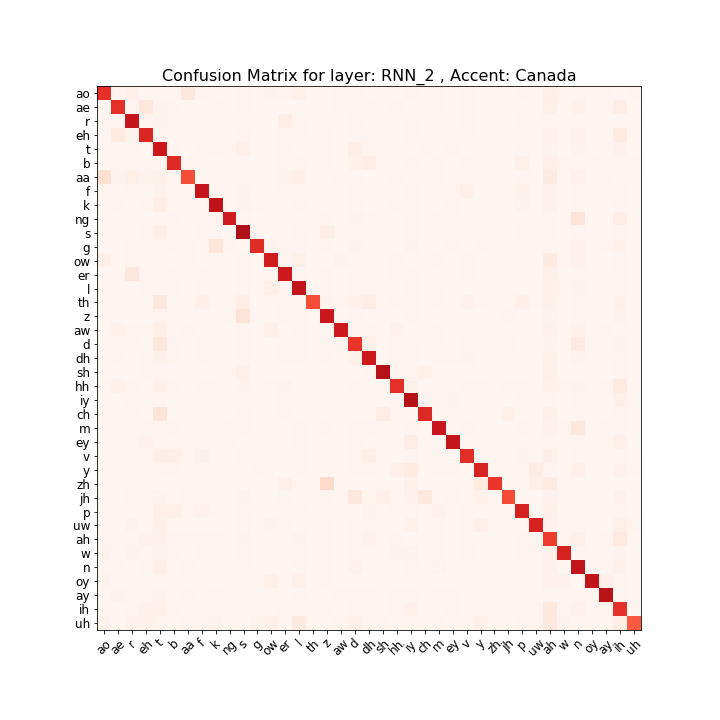 Confusion Matrix for layer: RNN_2 , Accent: Canada
ao
ae
r
eh
t
b
aa
f
k
ng
s
g
ow
er
l
th
z
aw
d
dh
sh
hh
iy
ch
m
ey
v
y
zh
jh
p
uw
ah
w
n
oy
ay
ih
uh
ao ae r eh t b aa f k ng s g ow er l th z aw d dh sh hh iy ch m ey v y zh jh p uw ah w n oy ay ih uh